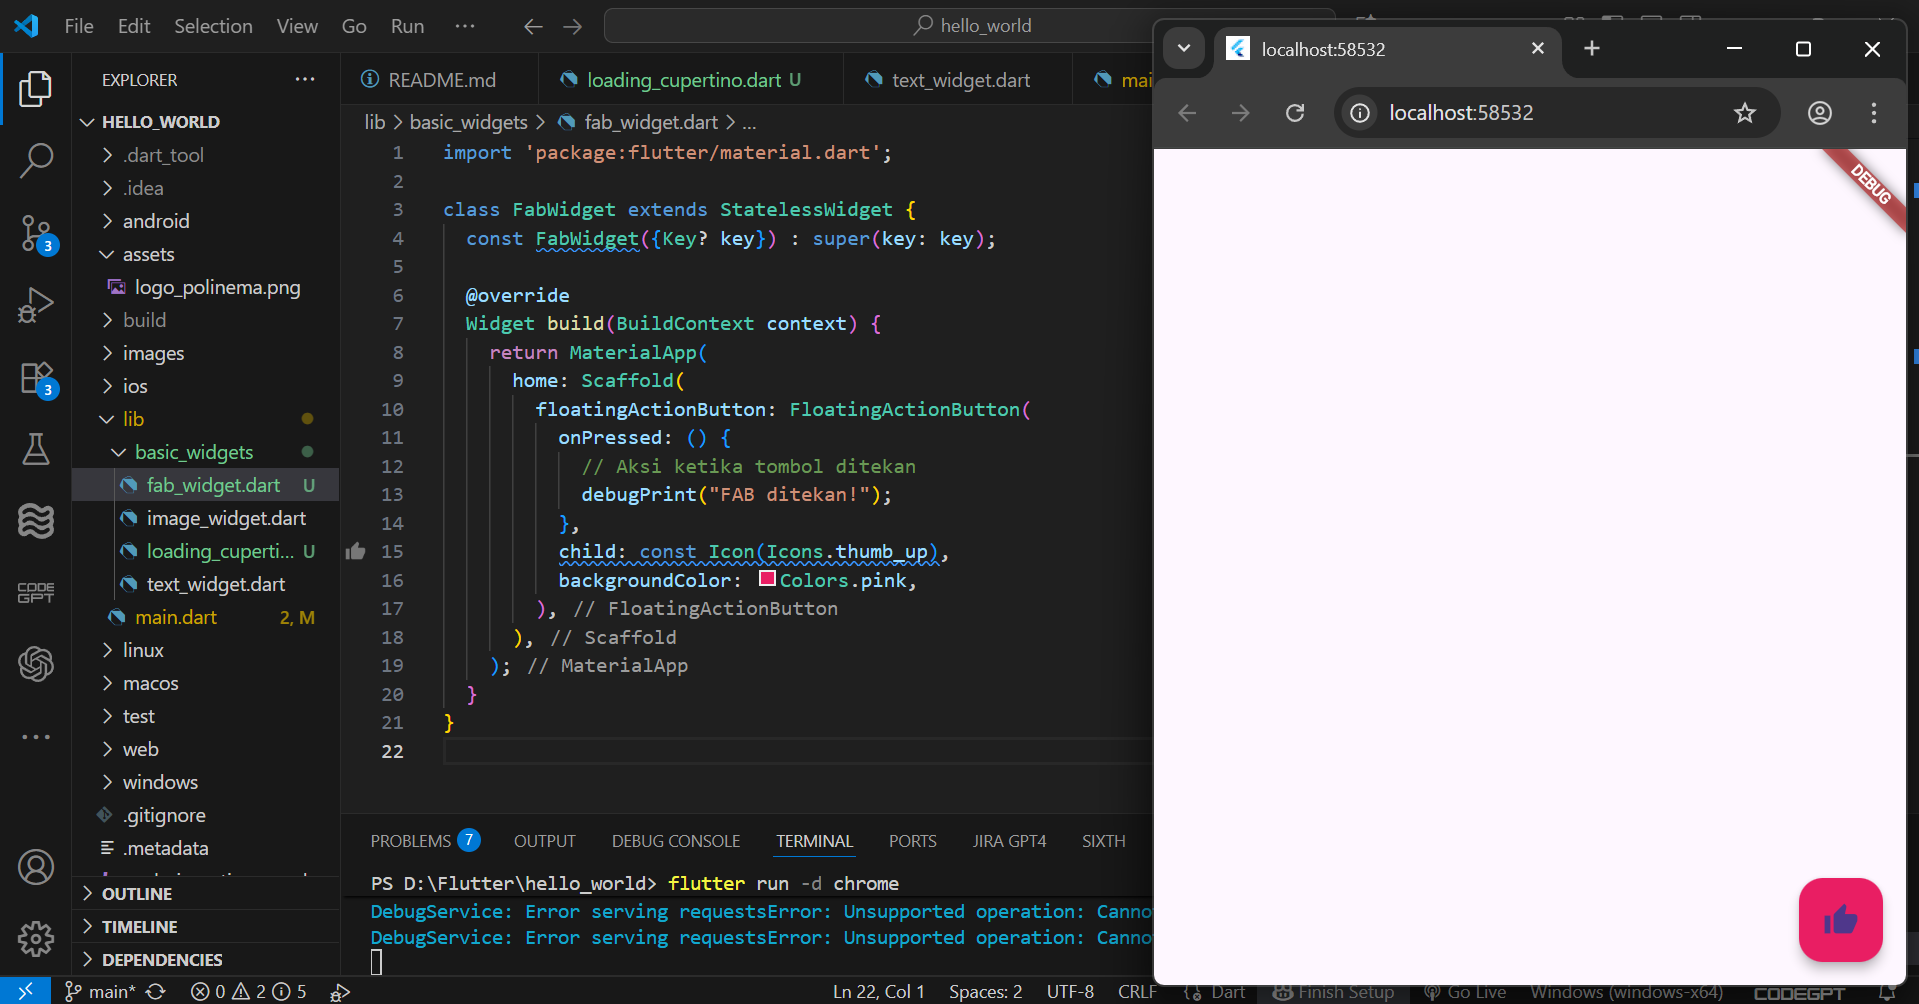 File Edit Selection View Go Run ··· hello_world
EXPLORER ···
HELLO_WORLD
.dart_tool
.idea
android
assets
logo_polinema.png
build
images
ios
lib
basic_widgets
fab_widget.dart U
image_widget.dart
loading_cuperti... U
text_widget.dart
main.dart 2, M
linux
macos
test
web
windows
.gitignore
.metadata
OUTLINE
TIMELINE
DEPENDENCIES
3
3
CODE
GPT
README.md loading_cupertino.dart U text_widget.dart
lib > basic_widgets > fab_widget.dart > ...
1 import 'package:flutter/material.dart';
2
3 class FabWidget extends StatelessWidget {
4 const FabWidget({Key? key}) : super(key: key);
5
6 @override
7 Widget build(BuildContext context) {
8 return MaterialApp(
9 home: Scaffold(
10 floatingActionButton: FloatingActionButton(
11 onPressed: () {
12 // Aksi ketika tombol ditekan
13 debugPrint("FAB ditekan!");
14 },
15 child: const Icon(Icons.thumb_up),
16 backgroundColor: Colors.pink,
17 ), // FloatingActionButton
18 ), // Scaffold
19 ); // MaterialApp
20 }
21 }
22
PROBLEMS 7 OUTPUT DEBUG CONSOLE TERMINAL PORTS JIRA GPT4 SIXTH
PS D:\Flutter\hello_world> flutter run -d chrome
DebugService: Error serving requestsError: Unsupported operation:
DebugService: Error serving requestsError: Unsupported operation:
main* 0 2 5 Ln 22, Col 1 Spaces: 2 UTF-8 CRLF Dart Finish Setup Go Live Windows (windows-x64) CODEGPT
localhost:58532
localhost:58532
DEBUG